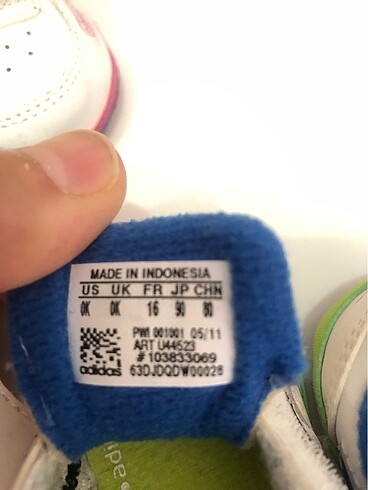 MADE IN INDONESIA
US UK FR JP CHN
0K 0K 16 90 80
PWI 001001 05/11
ART U44523
# 103833069
adidas 63DJDQDW00028